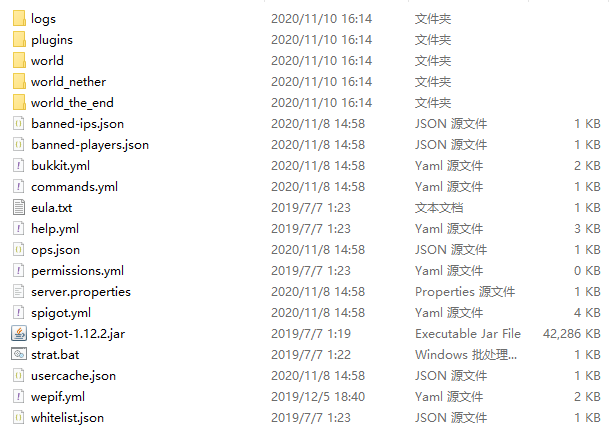 logs 2020/11/10 16:14 文件夹
plugins 2020/11/10 16:14 文件夹
world 2020/11/10 16:14 文件夹
world_nether 2020/11/10 16:14 文件夹
world_the_end 2020/11/10 16:14 文件夹
banned-ips.json 2020/11/8 14:58 JSON 源文件 1 KB
banned-players.json 2020/11/8 14:58 JSON 源文件 1 KB
bukkit.yml 2020/11/8 14:58 Yaml 源文件 2 KB
commands.yml 2020/11/8 14:58 Yaml 源文件 1 KB
eula.txt 2019/7/7 1:23 文本文档 1 KB
help.yml 2019/7/7 1:23 Yaml 源文件 3 KB
ops.json 2020/11/8 14:58 JSON 源文件 1 KB
permissions.yml 2019/7/7 1:23 Yaml 源文件 0 KB
server.properties 2020/11/8 14:58 Properties 源文件 1 KB
spigot.yml 2020/11/8 14:58 Yaml 源文件 4 KB
spigot-1.12.2.jar 2019/7/7 1:19 Executable Jar File 42,286 KB
strat.bat 2019/7/7 1:22 Windows 批处理... 1 KB
usercache.json 2020/11/8 14:58 JSON 源文件 1 KB
wepif.yml 2019/12/5 18:40 Yaml 源文件 2 KB
whitelist.json 2019/7/7 1:23 JSON 源文件 1 KB